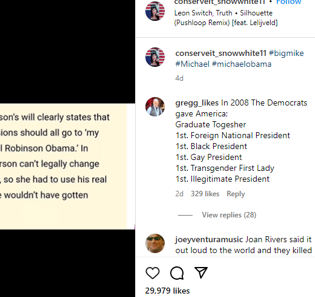 conserveit_snowwhite11 • Follow
Leon Switch, Truth • Silhouette
(Pushloop Remix) [feat. Lelijveld]
conserveit_snowwhite11 #bigmike
#Michael #michaelobama
4d
son's will clearly states that
sions should all go to 'my
l Robinson Obama.' In
rson can't legally change
, so she had to use his real
e wouldn't have gotten
gregg_likes In 2008 The Democrats
gave America:
Graduate Togesher
1st. Foreign National President
1st. Black President
1st. Gay President
1st. Transgender First Lady
1st. Illegitimate President
2d 329 likes Reply
View replies (28)
joeyventuramusic Joan Rivers said it
out loud to the world and they killed
29,979 likes